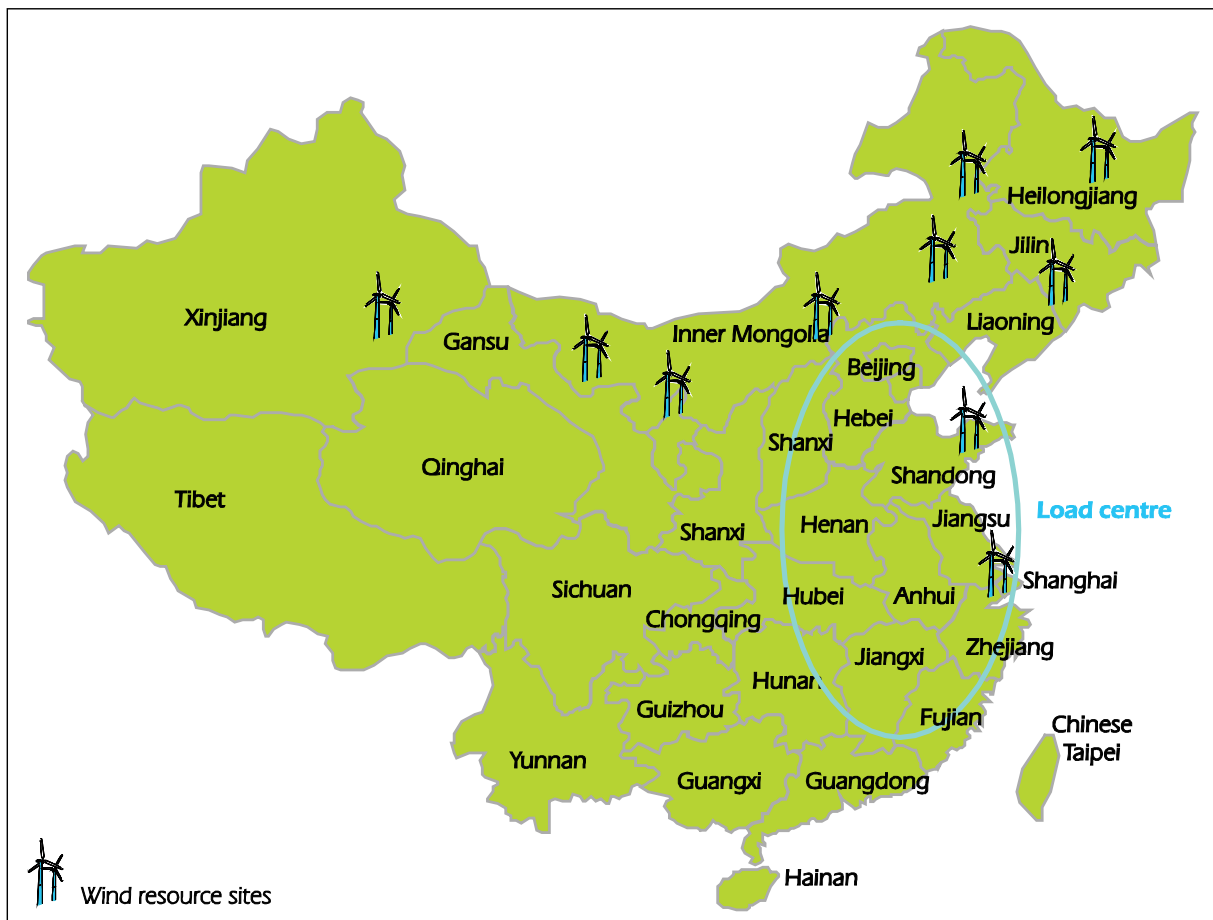 Heilongjiang
Jilin
Xinjiang
Liaoning
Gansu
Inner Mongolia
Beijing
Hebei
Shanxi
Qinghai
Shandong
Tibet
Jiangsu
Load centre
Henan
Shanxi
Shanghai
Sichuan
Hubei
Anhui
Chongqing
Zhejiang
Jiangxi
Hunan
Guizhou
Fujian
Chinese
Taipei
Yunnan
Guangxi
Guangdong
Hainan
Wind resource sites